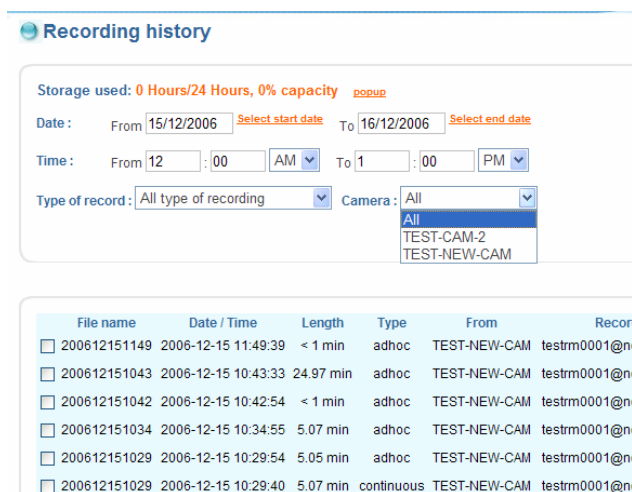 Recording history
Storage used: 0 Hours/24 Hours, 0% capacity popup
Date : From 15/12/2006 Select start date To 16/12/2006 Select end date
Time : From 12 : 00 AM To 1 : 00 PM
Type of record : All type of recording Camera : All
All
TEST-CAM-2
TEST-NEW-CAM
File name Date / Time Length Type From Recor
200612151149 2006-12-15 11:49:39 < 1 min adhoc TEST-NEW-CAM testrm0001@n
200612151043 2006-12-15 10:43:33 24.97 min adhoc TEST-NEW-CAM testrm0001@n
200612151042 2006-12-15 10:42:54 < 1 min adhoc TEST-NEW-CAM testrm0001@n
200612151034 2006-12-15 10:34:55 5.07 min adhoc TEST-NEW-CAM testrm0001@n
200612151029 2006-12-15 10:29:54 5.05 min adhoc TEST-NEW-CAM testrm0001@n
200612151029 2006-12-15 10:29:40 5.07 min continuous TEST-NEW-CAM testrm0001@n